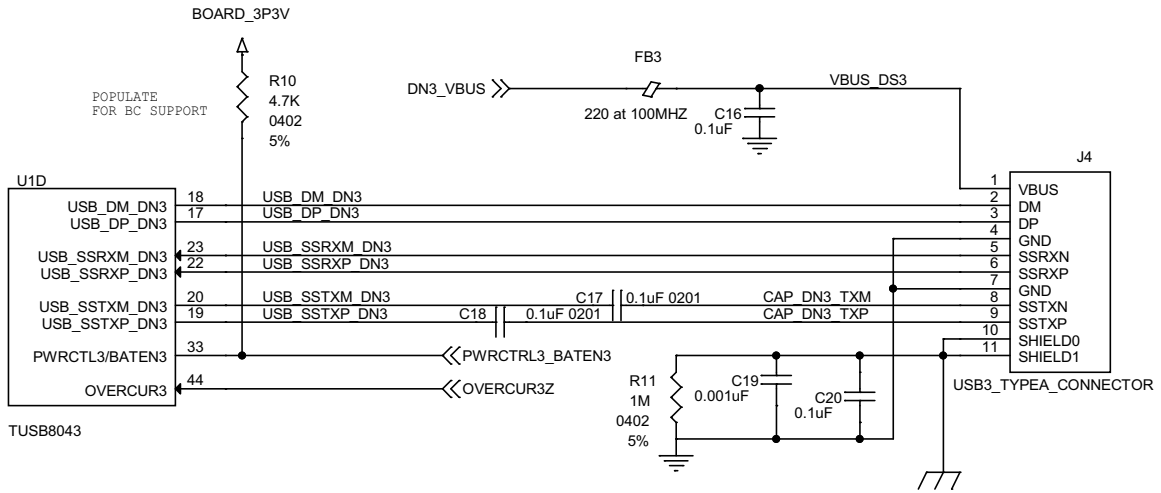 BOARD_3P3V
POPULATE
FOR BC SUPPORT
R10
4.7K
0402
5%
DN3_VBUS
FB3
220 at 100MHZ
C16
0.1uF
VBUS_DS3
U1D
USB_DM_DN3
18
USB_DM_DN3
USB_DP_DN3
17
USB_DP_DN3
USB_SSRXM_DN3
23
USB_SSRXM_DN3
USB_SSRXP_DN3
22
USB_SSRXP_DN3
USB_SSTXM_DN3
20
USB_SSTXM_DN3
USB_SSTXP_DN3
19
USB_SSTXP_DN3
PWRCTL3/BATEN3
33
PWRCTRL3_BATEN3
OVERCUR3
44
OVERCUR3Z
TUSB8043
C17
0.1uF 0201
CAP_DN3_TXM
C18
0.1uF 0201
CAP_DN3_TXP
R11
1M
0402
5%
C19
0.001uF
C20
0.1uF
J4
1
VBUS
2
DM
3
DP
4
GND
5
SSRXN
6
SSRXP
7
GND
8
SSTXN
9
SSTXP
10
SHIELD0
11
SHIELD1
USB3_TYPEA_CONNECTOR